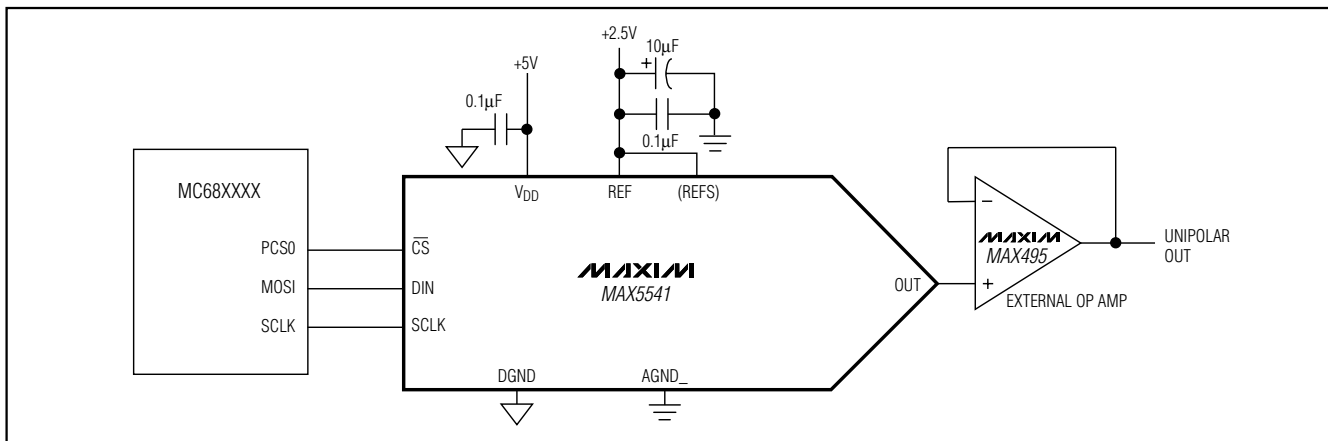 +2.5V
10µF
+
+5V
0.1µF
0.1µF
MC68XXXX
VDD
REF
(REFS)
PCS0
CS
MOSI
DIN
SCLK
SCLK
MAXIM
MAX5541
OUT
DGND
AGND_
−
MAXIM
MAX495
+
EXTERNAL OP AMP
UNIPOLAR
OUT